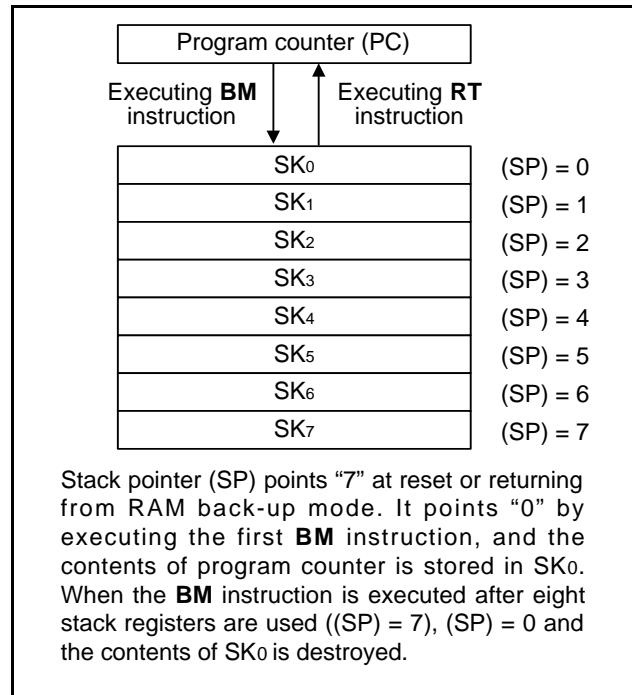 Program counter (PC)
Executing BM
instruction
Executing RT
instruction
SK0
(SP) = 0
SK1
(SP) = 1
SK2
(SP) = 2
SK3
(SP) = 3
SK4
(SP) = 4
SK5
(SP) = 5
SK6
(SP) = 6
SK7
(SP) = 7
Stack pointer (SP) points “7” at reset or returning
from RAM back-up mode. It points “0” by
executing the first BM instruction, and the
contents of program counter is stored in SK0.
When the BM instruction is executed after eight
stack registers are used ((SP) = 7), (SP) = 0 and
the contents of SK0 is destroyed.